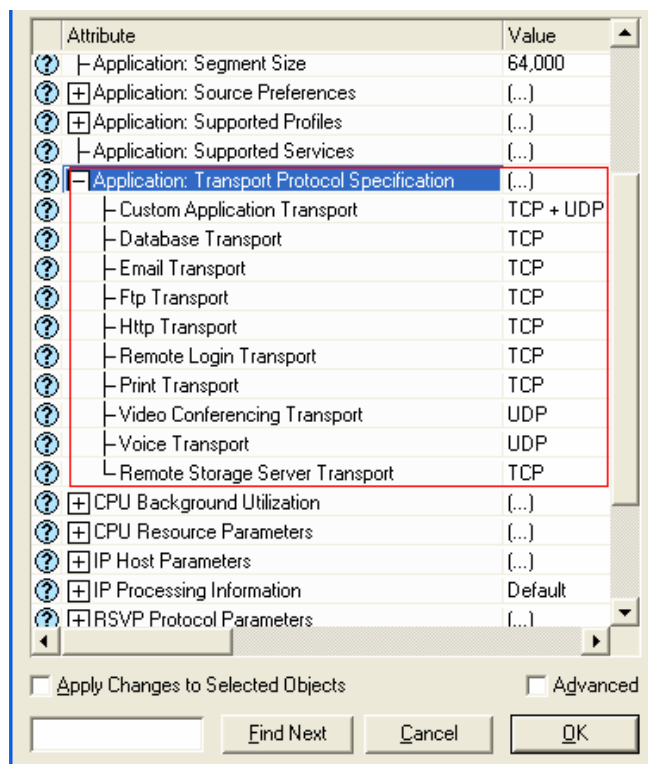 Attribute Value
Application: Segment Size 64,000
Application: Source Preferences (...)
Application: Supported Profiles (...)
Application: Supported Services (...)
Application: Transport Protocol Specification (...)
Custom Application Transport TCP + UDP
Database Transport TCP
Email Transport TCP
Ftp Transport TCP
Http Transport TCP
Remote Login Transport TCP
Print Transport TCP
Video Conferencing Transport UDP
Voice Transport UDP
Remote Storage Server Transport TCP
CPU Background Utilization (...)
CPU Resource Parameters (...)
IP Host Parameters (...)
IP Processing Information Default
RSVP Protocol Parameters (...)
Apply Changes to Selected Objects Advanced
Find Next Cancel OK